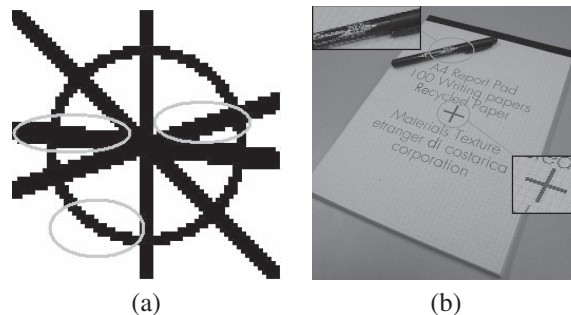 A4 Report Pad
100 Writing papers
Recycled Paper
Materials Texture
etranger di costarica
corporation
(a)
(b)